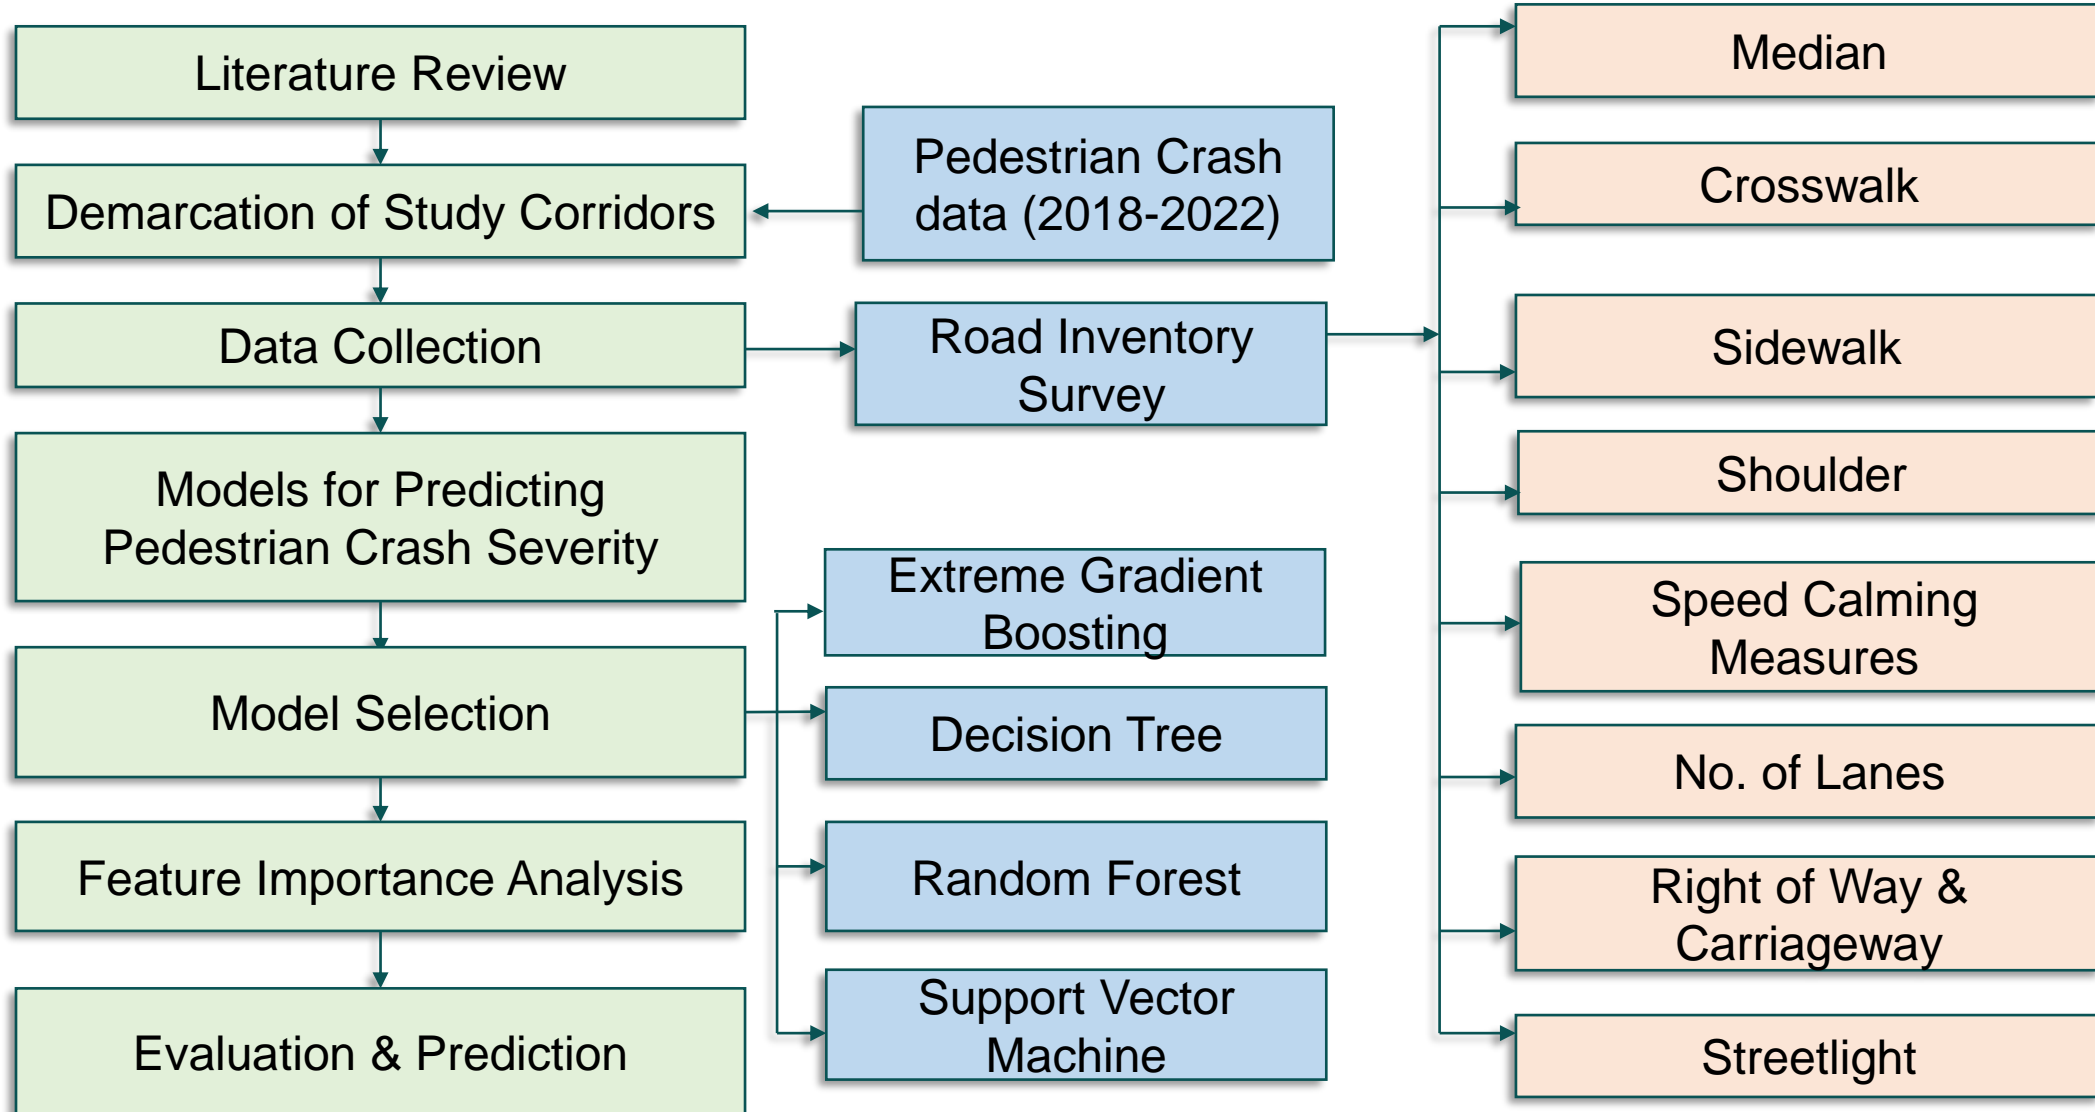 Literature Review
Demarcation of Study Corridors
Data Collection
Models for Predicting
Pedestrian Crash Severity
Model Selection
Feature Importance Analysis
Evaluation & Prediction
Pedestrian Crash
data (2018-2022)
Road Inventory
Survey
Extreme Gradient
Boosting
Decision Tree
Random Forest
Support Vector
Machine
Median
Crosswalk
Sidewalk
Shoulder
Speed Calming
Measures
No. of Lanes
Right of Way &
Carriageway
Streetlight